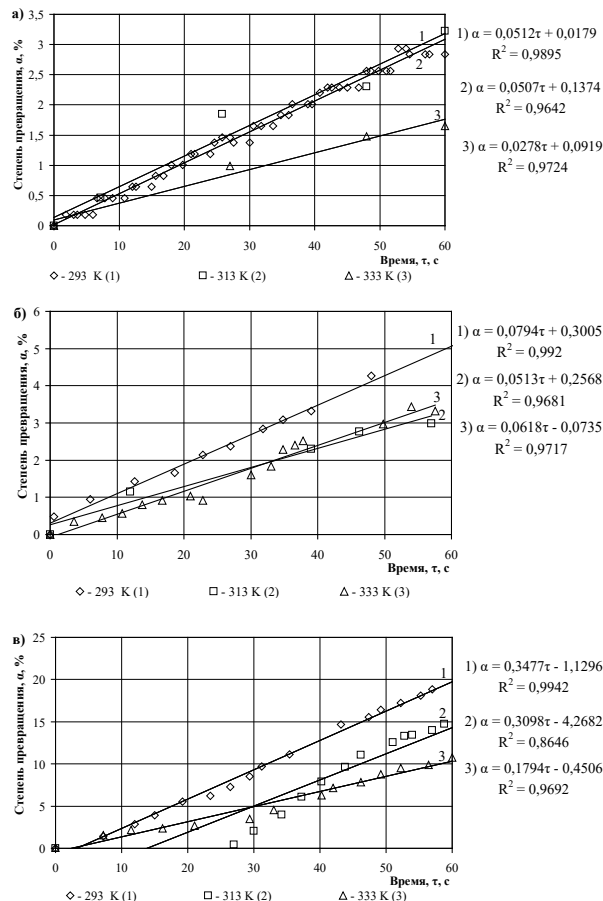 а)
Степень превращения, α, %
3,5
3
2,5
2
1,5
1,0
0,5
0
0 10 20 30 40 50 60
Время, τ, с
1
2
3
◇ - 293 K (1) □ - 313 K (2) △ - 333 K (3)
1) α = 0,0512τ + 0,0179
R² = 0,9895
2) α = 0,0507τ + 0,1374
R² = 0,9642
3) α = 0,0278τ + 0,0919
R² = 0,9724
б)
Степень превращения, α, %
6
5
4
3
2
1
0
0 10 20 30 40 50 60
Время, τ, с
1
3
2
◇ - 293 K (1) □ - 313 K (2) △ - 333 K (3)
1) α = 0,0794τ + 0,3005
R² = 0,992
2) α = 0,0513τ + 0,2568
R² = 0,9681
3) α = 0,0618τ - 0,0735
R² = 0,9717
в)
Степень превращения, α, %
25
20
15
10
5
0
0 10 20 30 40 50 60
Время, τ, с
1
2
3
◇ - 293 K (1) □ - 313 K (2) △ - 333 K (3)
1) α = 0,3477τ - 1,1296
R² = 0,9942
2) α = 0,3098τ - 4,2682
R² = 0,8646
3) α = 0,1794τ - 0,4506
R² = 0,9692